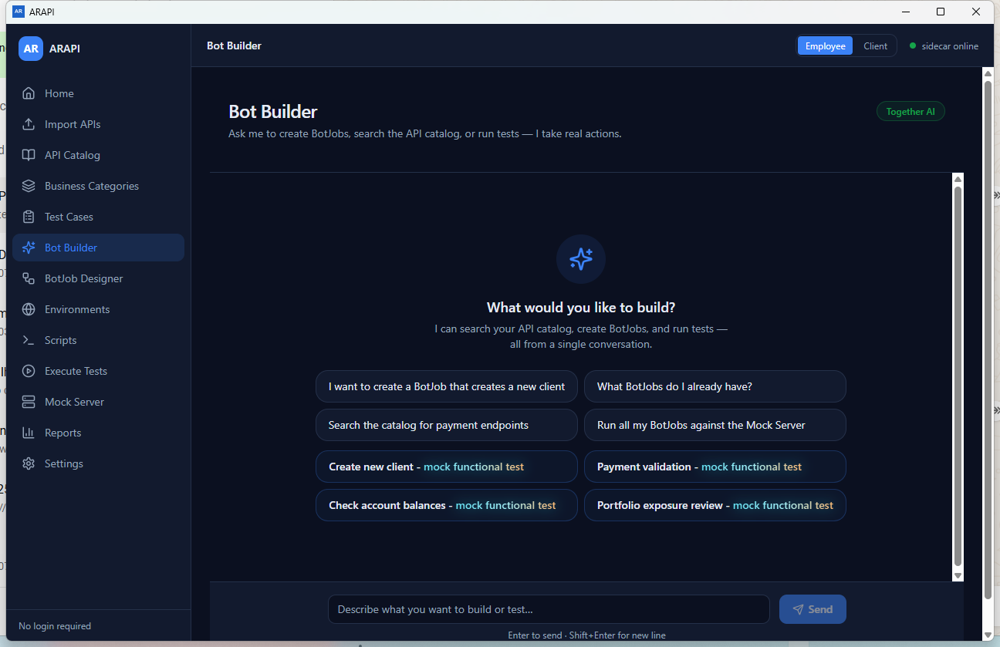 AR ARAPI
AR ARAPI
Home
Import APIs
API Catalog
Business Categories
Test Cases
Bot Builder
BotJob Designer
Environments
Scripts
Execute Tests
Mock Server
Reports
Settings
No login required
Bot Builder
Employee Client sidecar online
Bot Builder
Together AI
Ask me to create BotJobs, search the API catalog, or run tests — I take real actions.
What would you like to build?
I can search your API catalog, create BotJobs, and run tests —
all from a single conversation.
I want to create a BotJob that creates a new client
What BotJobs do I already have?
Search the catalog for payment endpoints
Run all my BotJobs against the Mock Server
Create new client - mock functional test
Payment validation - mock functional test
Check account balances - mock functional test
Portfolio exposure review - mock functional test
Describe what you want to build or test...
Send
Enter to send · Shift+Enter for new line